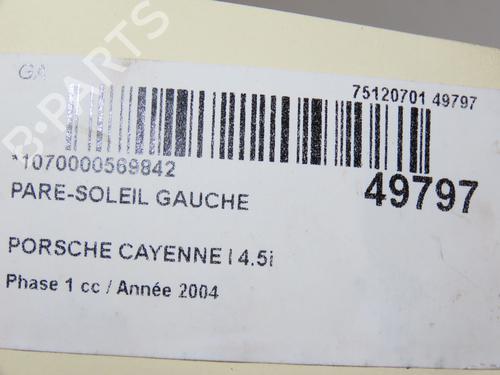 GA
75120701 49797
*1070000569842
49797
PARE-SOLEIL GAUCHE
PORSCHE CAYENNE I 4.5i
Phase 1 cc / Année 2004
B-PARTS